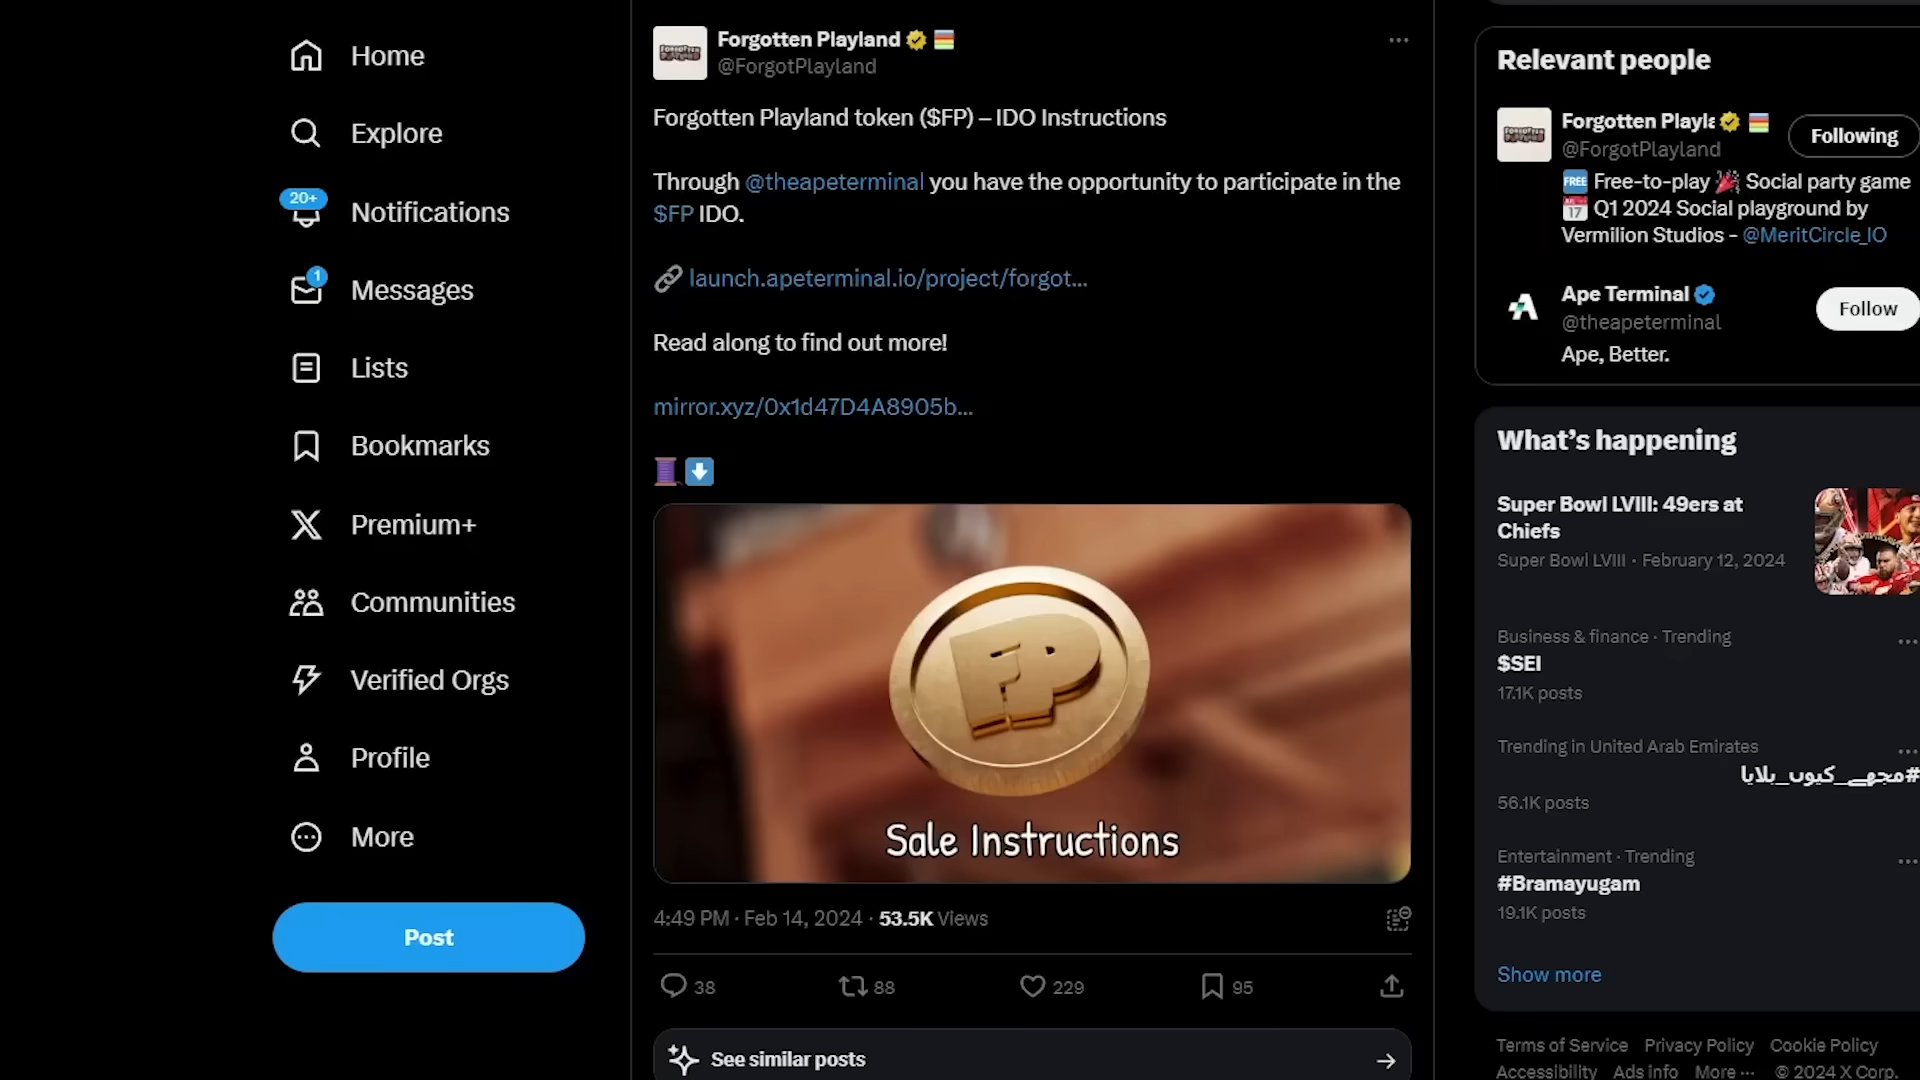 Home
Explore
20+
Notifications
1
Messages
Lists
Bookmarks
Premium+
Communities
Verified Orgs
Profile
More
Post
Forgotten Playland
@ForgotPlayland
Forgotten Playland token ($FP) – IDO Instructions
Through @theapeterminal you have the opportunity to participate in the
$FP IDO.
launch.apeterminal.io/project/forgot...
Read along to find out more!
mirror.xyz/0x1d47D4A8905b...
FP
Sale Instructions
4:49 PM · Feb 14, 2024 · 53.5K Views
38
88
229
95
See similar posts
Relevant people
Forgotten Playla
Following
@ForgotPlayland
FREE Free-to-play Social party game
17 Q1 2024 Social playground by
Vermilion Studios - @MeritCircle_IO
Ape Terminal
@theapeterminal
Follow
Ape, Better.
What's happening
Super Bowl LVIII: 49ers at
Chiefs
Super Bowl LVIII · February 12, 2024
Business & finance · Trending
$SEI
17.1K posts
Trending in United Arab Emirates
#مجھے_کیوں_بلایا
56.1K posts
Entertainment · Trending
#Bramayugam
19.1K posts
Show more
Terms of Service Privacy Policy Cookie Policy
Accessibility Ads info More ... © 2024 X Corp.